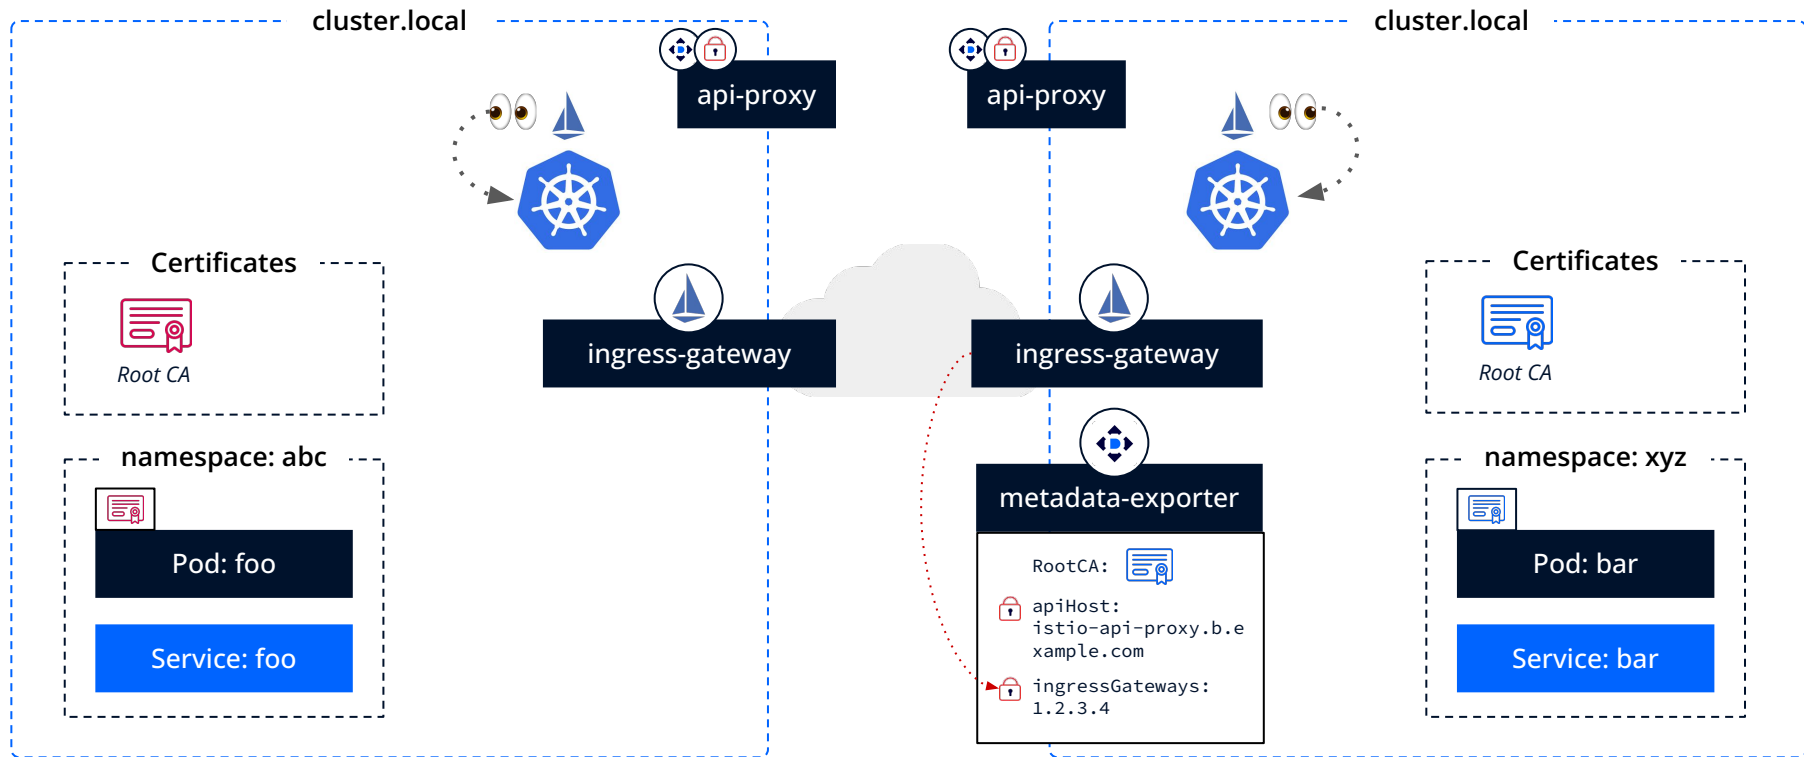 cluster.local
api-proxy
Certificates
Root CA
ingress-gateway
namespace: abc
Pod: foo
Service: foo
cluster.local
api-proxy
ingress-gateway
Certificates
Root CA
metadata-exporter
RootCA:
apiHost:
istio-api-proxy.b.e
xample.com
ingressGateways:
1.2.3.4
namespace: xyz
Pod: bar
Service: bar